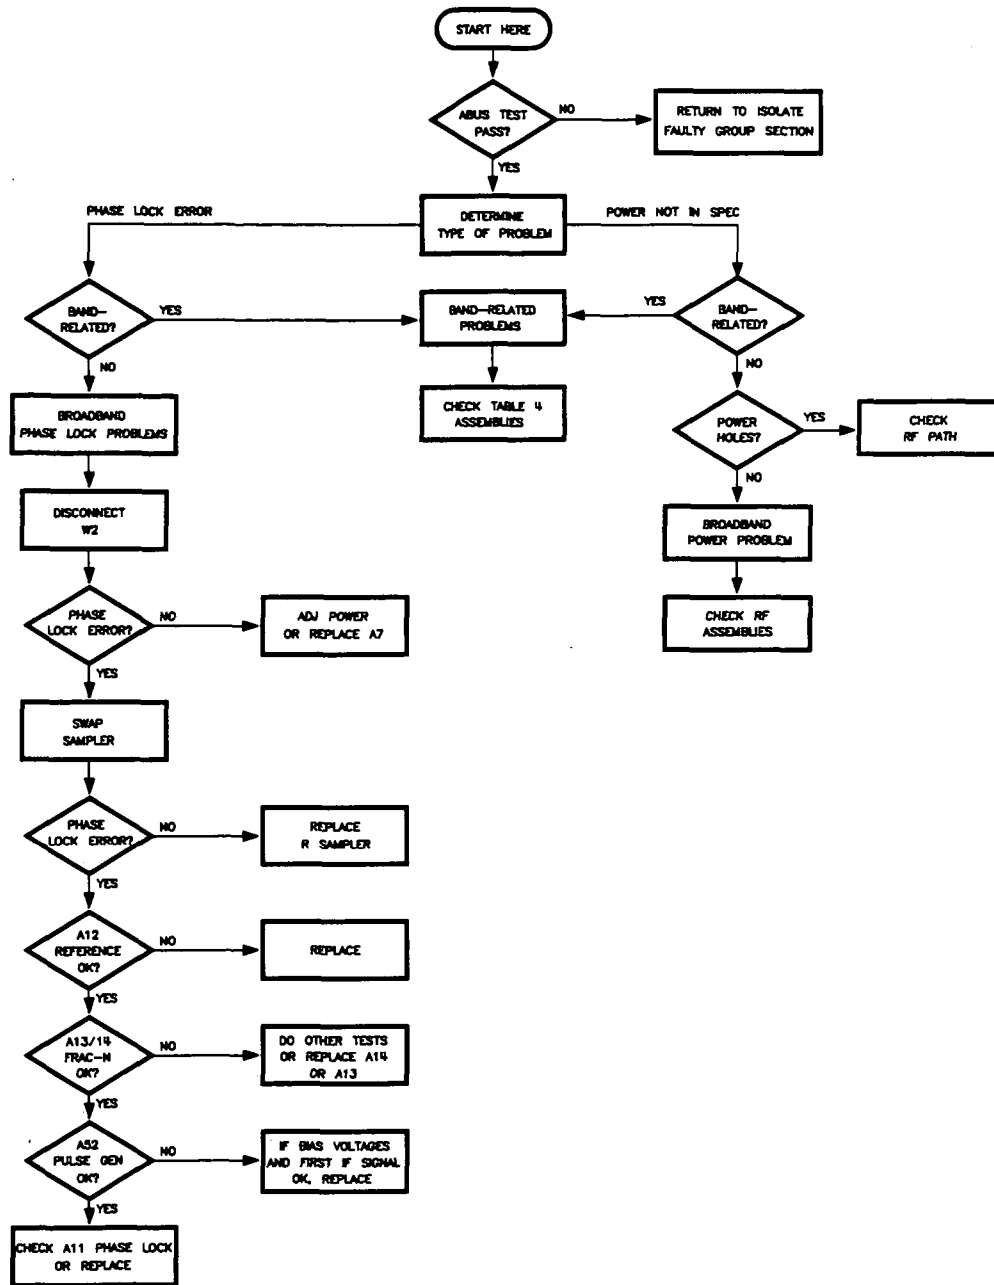 START HERE
ABUS TEST
PASS?
NO
RETURN TO ISOLATE
FAULTY GROUP SECTION
YES
PHASE LOCK ERROR
DETERMINE
TYPE OF PROBLEM
POWER NOT IN SPEC
BAND-
RELATED?
YES
BAND-RELATED
PROBLEMS
YES
BAND-
RELATED?
NO
NO
BROADBAND
PHASE LOCK PROBLEMS
CHECK TABLE 4
ASSEMBLIES
POWER
HOLES?
YES
CHECK
RF PATH
NO
DISCONNECT
W2
BROADBAND
POWER PROBLEM
PHASE
LOCK ERROR?
NO
ADJ POWER
OR REPLACE A7
CHECK RF
ASSEMBLIES
YES
SWAP
SAMPLER
PHASE
LOCK ERROR?
NO
REPLACE
R SAMPLER
YES
A12
REFERENCE
OK?
NO
REPLACE
YES
A13/14
FRAC-N
OK?
NO
DO OTHER TESTS
OR REPLACE A14
OR A13
YES
A52
PULSE GEN
OK?
NO
IF BIAS VOLTAGES
AND FIRST IF SIGNAL
OK, REPLACE
YES
CHECK A11 PHASE LOCK
OR REPLACE